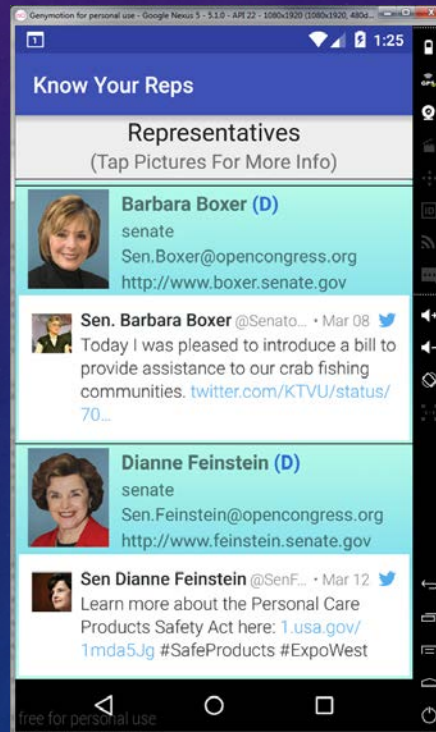 Genymotion for personal use - Google Nexus 5 - 5.1.0 - API 22 - 1080x1920 (1080x1920, 480d...
1
1:25
Know Your Reps
Representatives
(Tap Pictures For More Info)
Barbara Boxer (D)
senate
Sen.Boxer@opencongress.org
http://www.boxer.senate.gov
Sen. Barbara Boxer @Senato... • Mar 08
Today I was pleased to introduce a bill to
provide assistance to our crab fishing
communities. twitter.com/KTVU/status/
70...
Dianne Feinstein (D)
senate
Sen.Feinstein@opencongress.org
http://www.feinstein.senate.gov
Sen Dianne Feinstein @SenF... • Mar 12
Learn more about the Personal Care
Products Safety Act here: 1.usa.gov/
1mda5Jg #SafeProducts #ExpoWest
free for personal use
GPS
ID